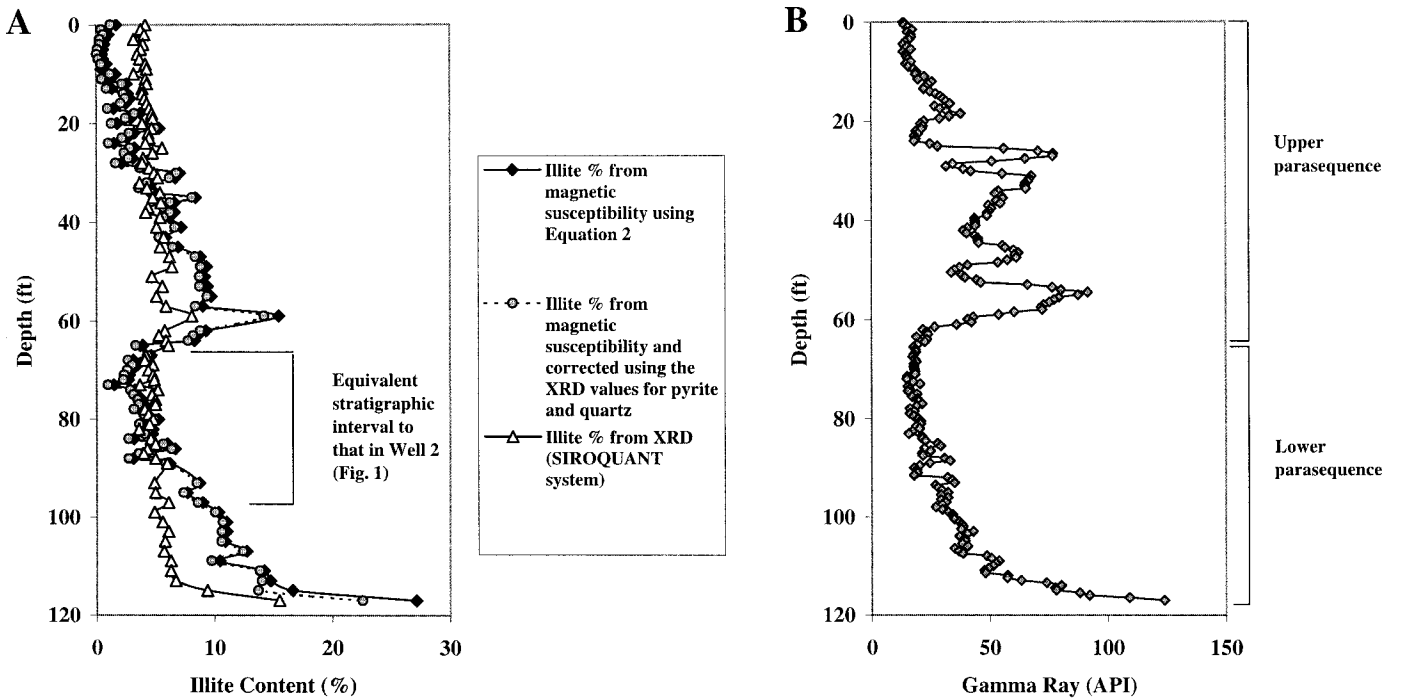 A
0
20
40
60
80
100
120
Depth (ft)
0
10
20
30
Illite Content (%)
Equivalent
stratigraphic
interval to
that in Well 2
(Fig. 1)
Illite % from
magnetic
susceptibility using
Equation 2
Illite % from
magnetic
susceptibility and
corrected using the
XRD values for pyrite
and quartz
Illite % from XRD
(SIROQUANT
system)
B
0
20
40
60
80
100
120
Depth (ft)
0
50
100
150
Gamma Ray (API)
Upper
parasequence
Lower
parasequence